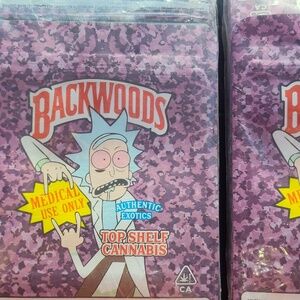 BACKWOODS
MEDICAL
USE ONLY
AUTHENTIC
EXOTICS
TOP SHELF
CANNABIS
CA
M